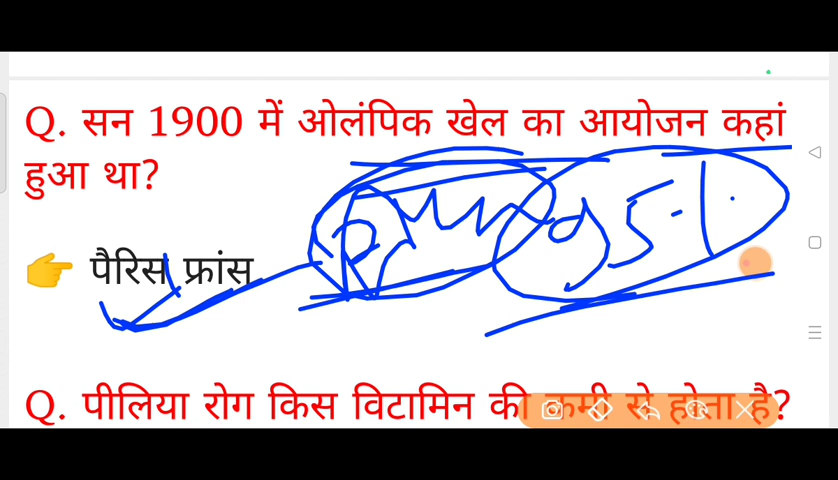 Q. सन 1900 में ओलंपिक खेल का आयोजन कहां
हुआ था?
👉 पैरिस फ्रांस
Q. पीलिया रोग किस विटामिन की कमी से होता है?